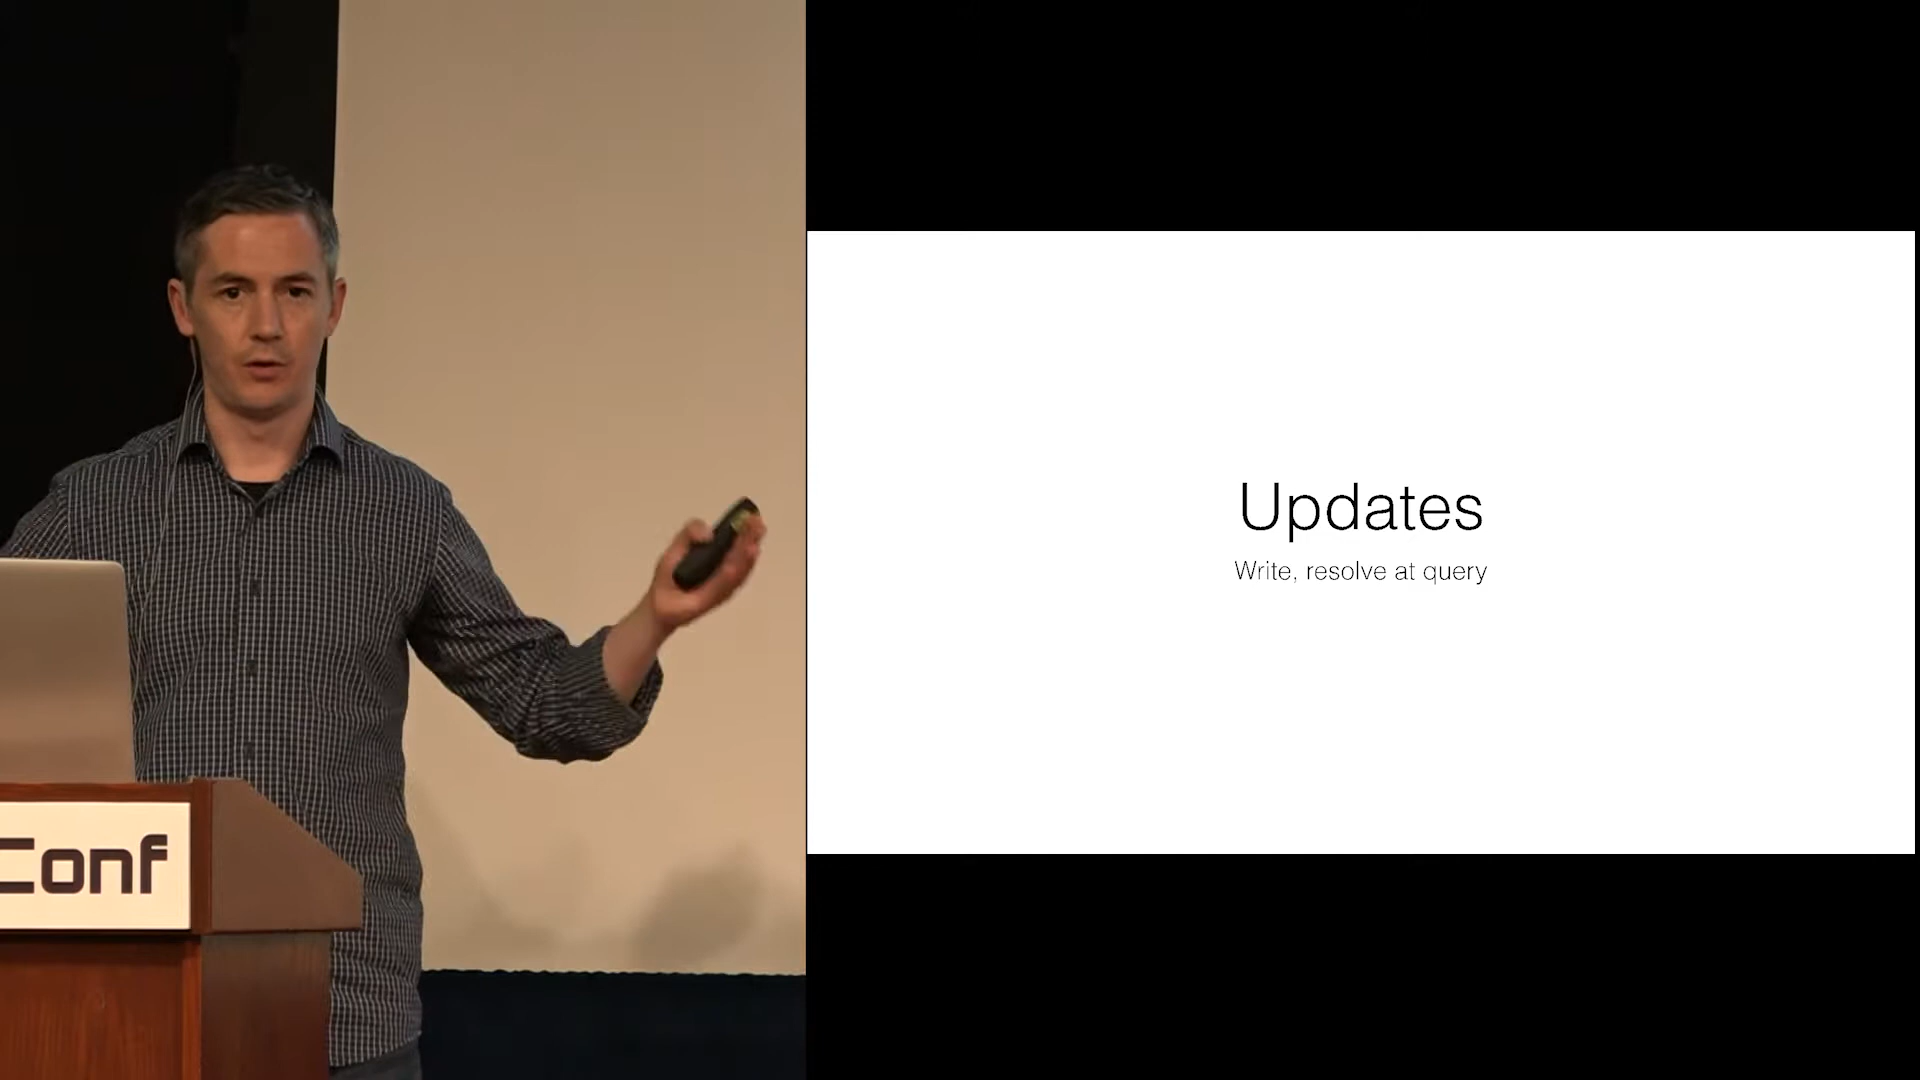 Conf
Updates
Write, resolve at query